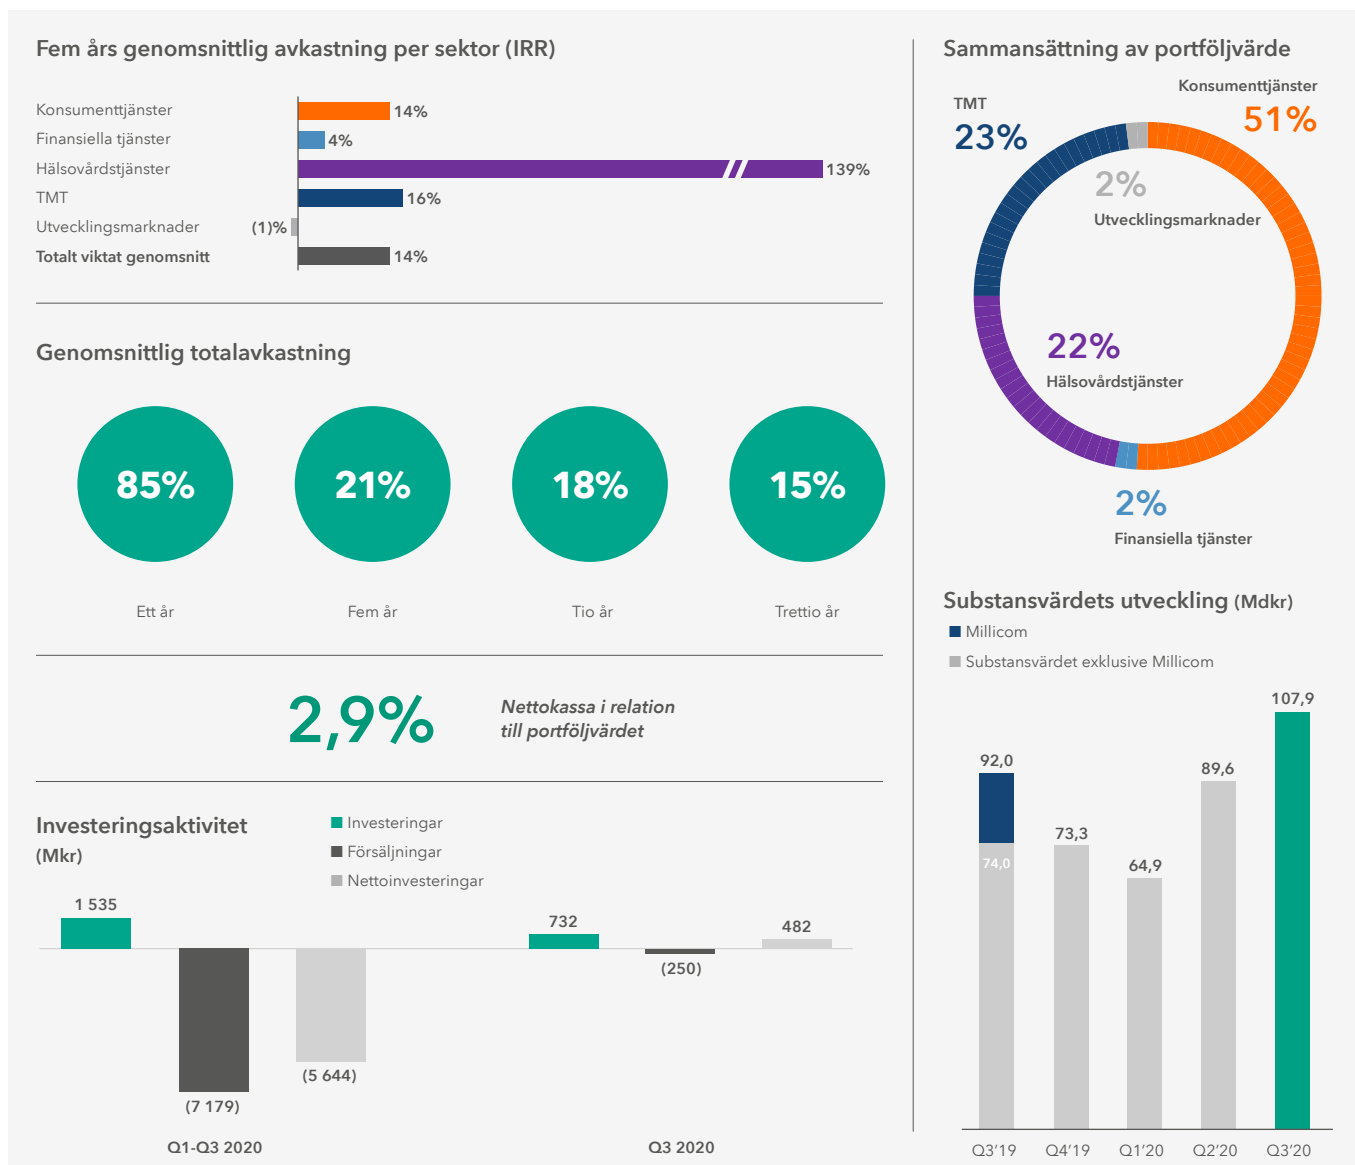 Fem års genomsnittlig avkastning per sektor (IRR)
Konsumenttjänster
14%
Finansiella tjänster
4%
Hälsovårdstjänster
139%
TMT
16%
Utvecklingsmarknader
(1)%
Totalt viktat genomsnitt
14%
Genomsnittlig totalavkastning
85%
21%
18%
15%
Ett år
Fem år
Tio år
Trettio år
2,9%
Nettokassa i relation
till portföljvärdet
Investeringsaktivitet
(Mkr)
Investeringar
Försäljningar
Nettoinvesteringar
1 535
(7 179)
(5 644)
732
(250)
482
Q1-Q3 2020
Q3 2020
Sammansättning av portföljvärde
Konsumenttjänster
51%
TMT
23%
2%
Utvecklingsmarknader
22%
Hälsovårdstjänster
2%
Finansiella tjänster
Substansvärdets utveckling (Mdkr)
Millicom
Substansvärdet exklusive Millicom
92,0
74,0
73,3
64,9
89,6
107,9
Q3’19
Q4’19
Q1’20
Q2’20
Q3’20